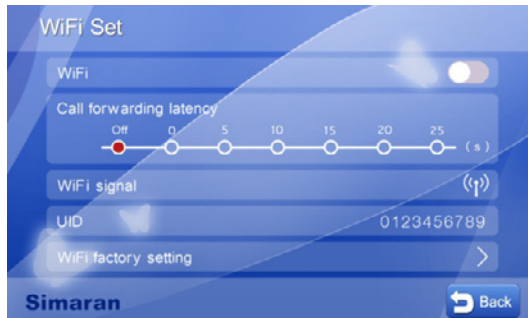 WiFi Set
WiFi
Call forwarding latency
Off 0 5 10 15 20 25 (s)
WiFi signal
UID 0123456789
WiFi factory setting
Simaran Back